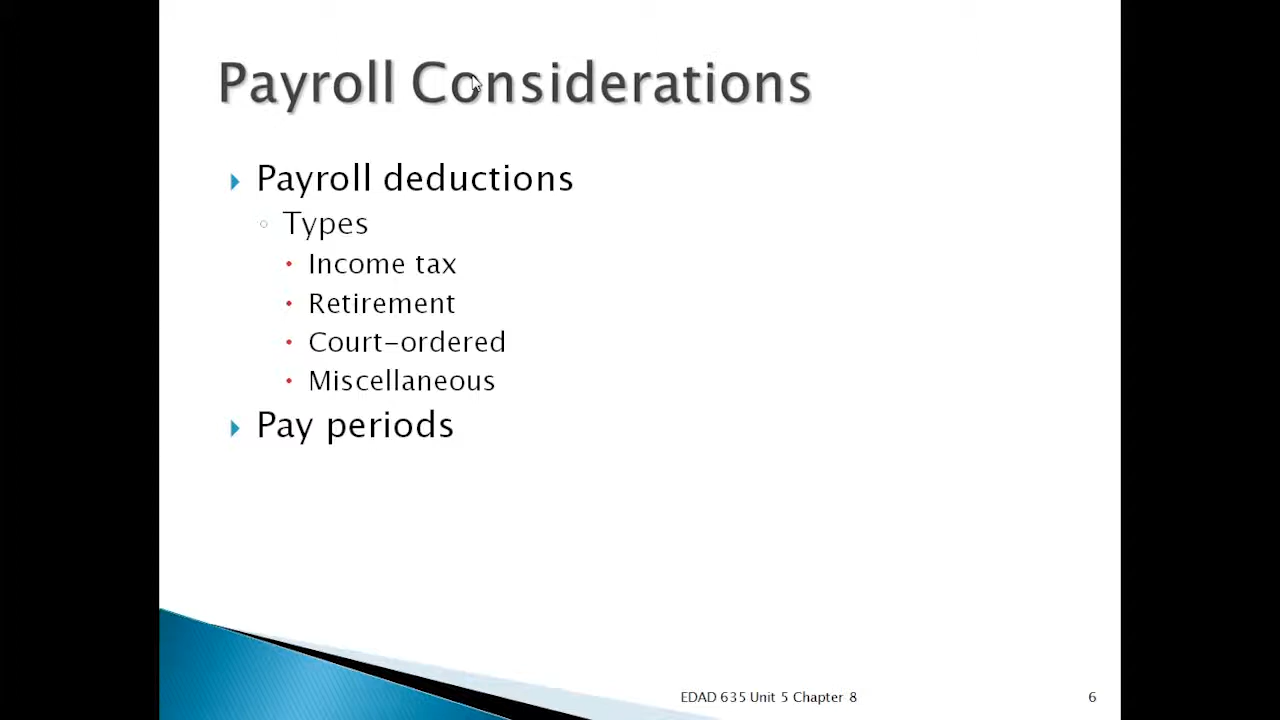 Payroll Considerations
Payroll deductions
Types
Income tax
Retirement
Court-ordered
Miscellaneous
Pay periods
EDAD 635 Unit 5 Chapter 8
6